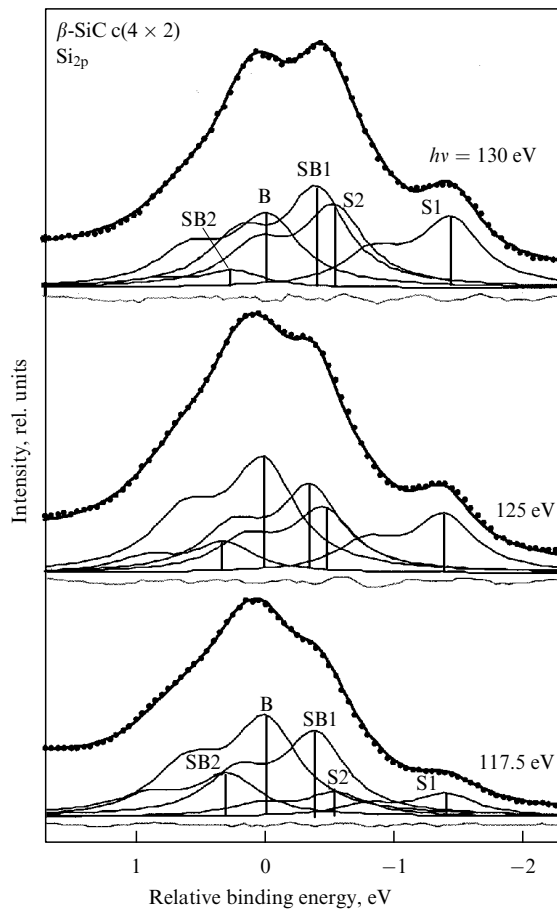 β-SiC c(4 × 2)
Si2p
hν = 130 eV
SB1
B
S2
S1
SB2
Intensity, rel. units
125 eV
B
SB1
SB2
S2
S1
117.5 eV
1
0
−1
−2
Relative binding energy, eV